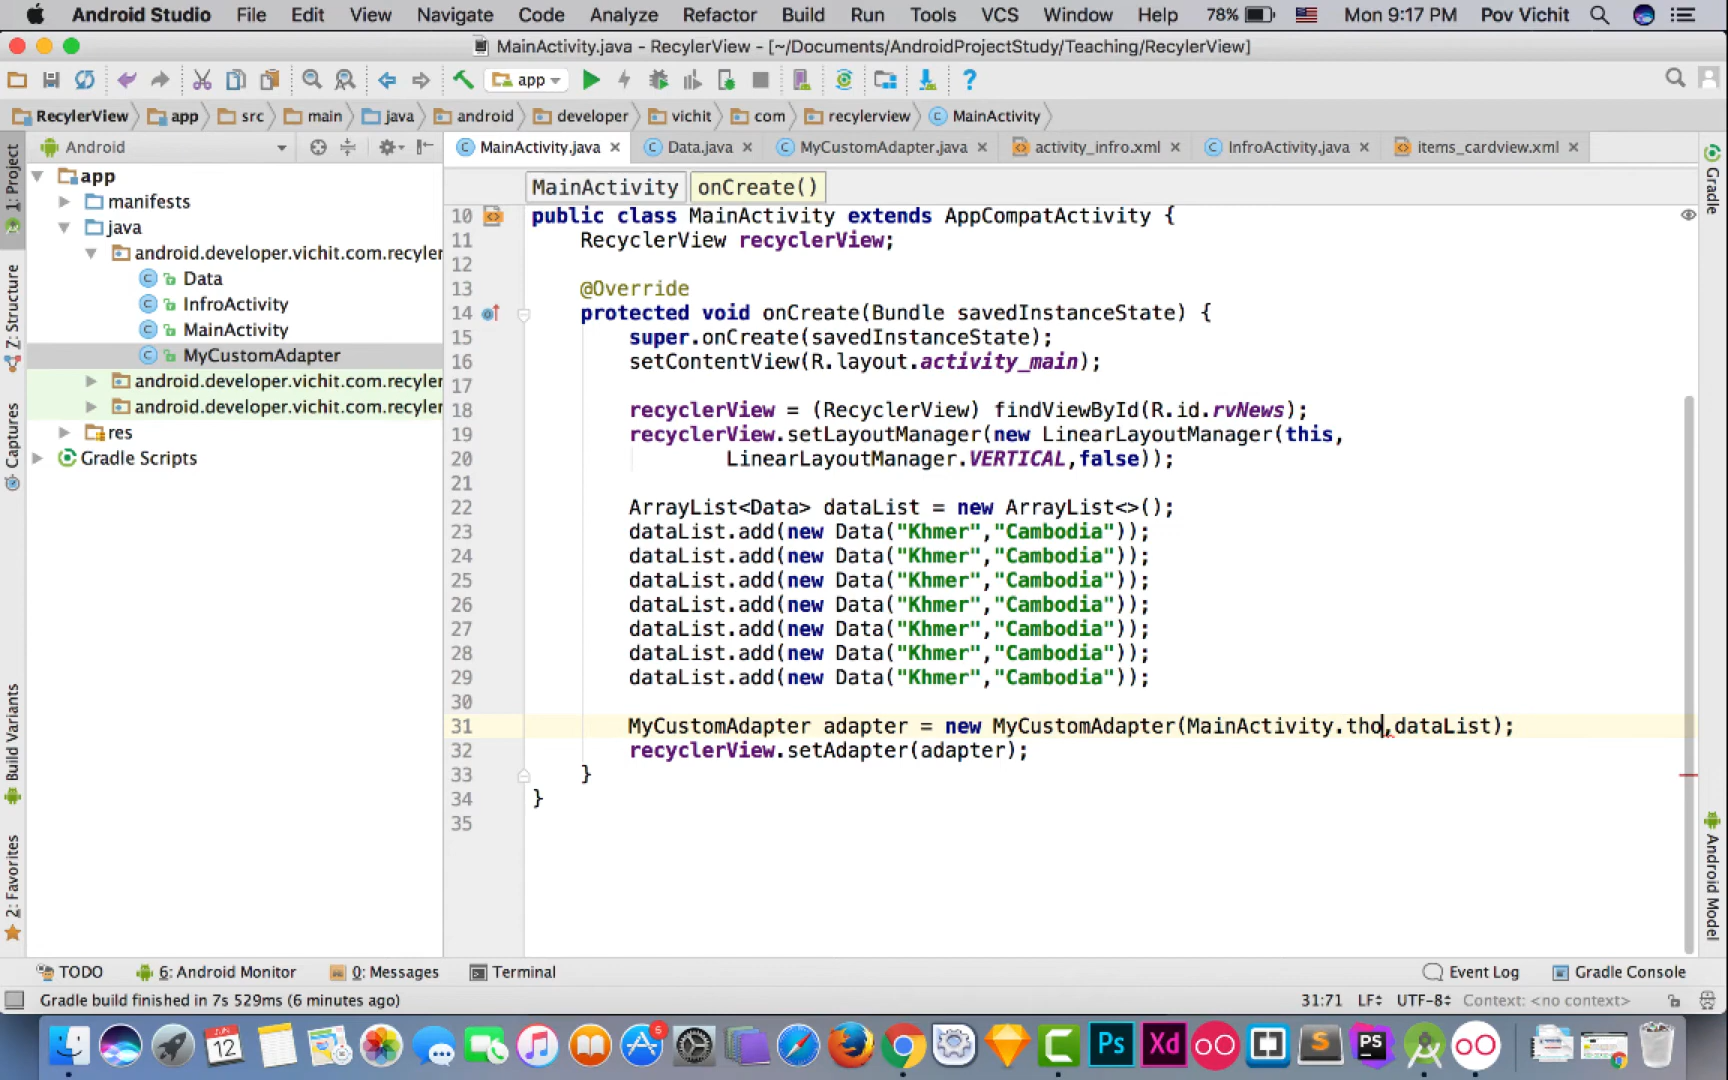 Android Studio File Edit View Navigate Code Analyze Refactor Build Run Tools VCS Window Help 78% Mon 9:17 PM Pov Vichit
MainActivity.java - RecylerView - [~/Documents/AndroidProjectStudy/Teaching/RecylerView]
app
RecylerView app src main java android developer vichit com recylerview MainActivity
Android
MainActivity.java Data.java MyCustomAdapter.java activity_info.xml InfroActivity.java items_cardview.xml
MainActivity onCreate()
1: Project
Z: Structure
Captures
Build Variants
2: Favorites
app
manifests
java
android.developer.vichit.com.recyler
Data
InfroActivity
MainActivity
MyCustomAdapter
android.developer.vichit.com.recyler
android.developer.vichit.com.recyler
res
Gradle Scripts
10 public class MainActivity extends AppCompatActivity {
11 RecyclerView recyclerView;
12
13 @Override
14 protected void onCreate(Bundle savedInstanceState) {
15 super.onCreate(savedInstanceState);
16 setContentView(R.layout.activity_main);
17
18 recyclerView = (RecyclerView) findViewById(R.id.rvNews);
19 recyclerView.setLayoutManager(new LinearLayoutManager(this,
20 LinearLayoutManager.VERTICAL,false));
21
22 ArrayList<Data> dataList = new ArrayList<>();
23 dataList.add(new Data("Khmer","Cambodia"));
24 dataList.add(new Data("Khmer","Cambodia"));
25 dataList.add(new Data("Khmer","Cambodia"));
26 dataList.add(new Data("Khmer","Cambodia"));
27 dataList.add(new Data("Khmer","Cambodia"));
28 dataList.add(new Data("Khmer","Cambodia"));
29 dataList.add(new Data("Khmer","Cambodia"));
30
31 MyCustomAdapter adapter = new MyCustomAdapter(MainActivity.tho,dataList);
32 recyclerView.setAdapter(adapter);
33 }
34 }
35
Gradle
Android Model
TODO 6: Android Monitor 0: Messages Terminal Event Log Gradle Console
Gradle build finished in 7s 529ms (6 minutes ago) 31:71 LF UTF-8 Context: <no context>
JUN
12
6
Ps
Xd
S
PS